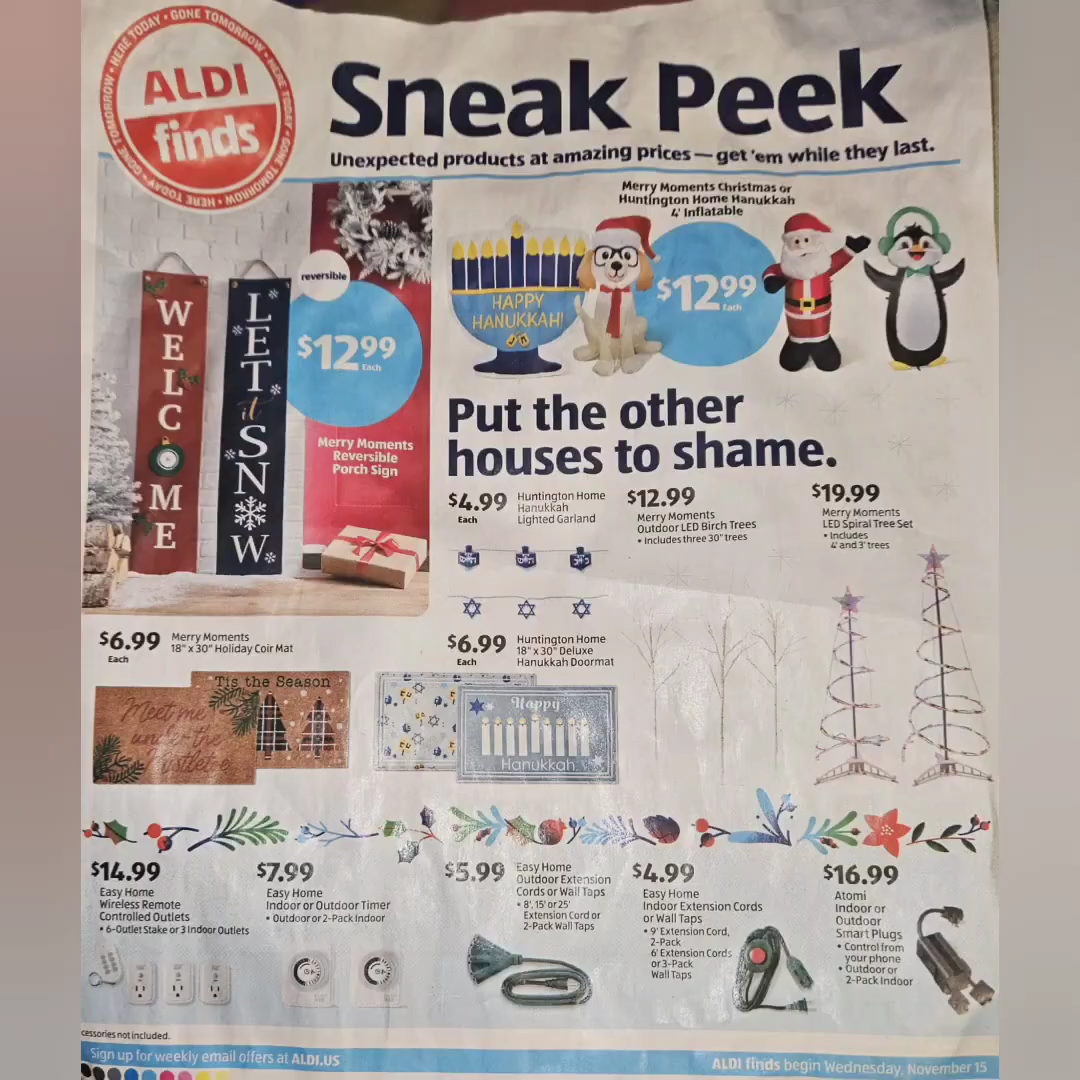 HERE TODAY · GONE TOMORROW · HERE TODAY · GONE TOMORROW · HERE TODAY · GONE TOMORROW
ALDI
finds
Sneak Peek
Unexpected products at amazing prices — get 'em while they last.
WELCOME
LET it SNOW
reversible
$12.99
Each
Merry Moments
Reversible
Porch Sign
Merry Moments Christmas or
Huntington Home Hanukkah
4' Inflatable
HAPPY
HANUKKAH!
$12.99
Each
Put the other
houses to shame.
$4.99
Each
Huntington Home
Hanukkah
Lighted Garland
$12.99
Merry Moments
Outdoor LED Birch Trees
• Includes three 30" trees
$19.99
Merry Moments
LED Spiral Tree Set
• Includes
4' and 3' trees
$6.99
Each
Merry Moments
18" x 30" Holiday Coir Mat
Meet me
under the
mistletoe
'Tis the Season
$6.99
Each
Huntington Home
18" x 30" Deluxe
Hanukkah Doormat
Happy
Hanukkah
$14.99
Easy Home
Wireless Remote
Controlled Outlets
• 6-Outlet Stake or 3 Indoor Outlets
$7.99
Easy Home
Indoor or Outdoor Timer
• Outdoor or 2-Pack Indoor
$5.99
Easy Home
Outdoor Extension
Cords or Wall Taps
• 8', 15' or 25'
Extension Cord or
2-Pack Wall Taps
$4.99
Easy Home
Indoor Extension Cords
or Wall Taps
• 9' Extension Cord,
2-Pack
6' Extension Cords
or 3-Pack
Wall Taps
$16.99
Atomi
Indoor or
Outdoor
Smart Plugs
• Control from
your phone
• Outdoor or
2-Pack Indoor
cessories not included.
Sign up for weekly email offers at ALDI.US
ALDI finds begin Wednesday, November 15